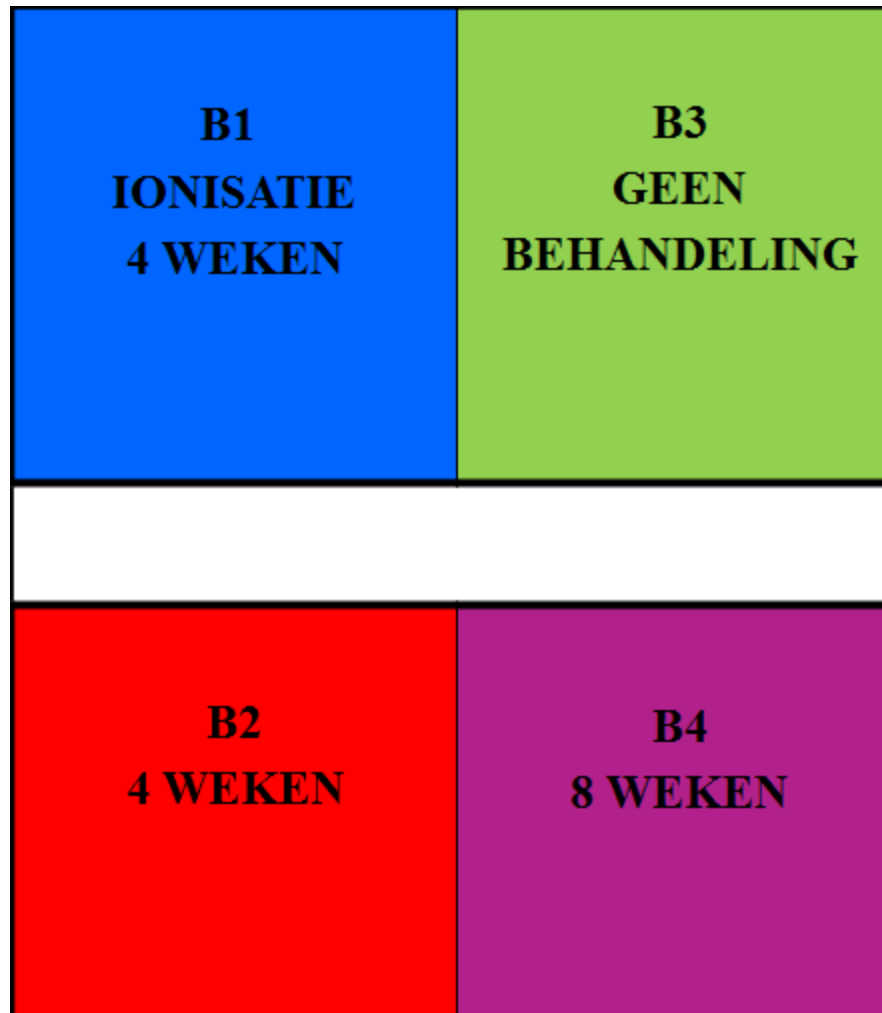 B1
IONISATIE
4 WEKEN
B3
GEEN
BEHANDELING
B2
4 WEKEN
B4
8 WEKEN